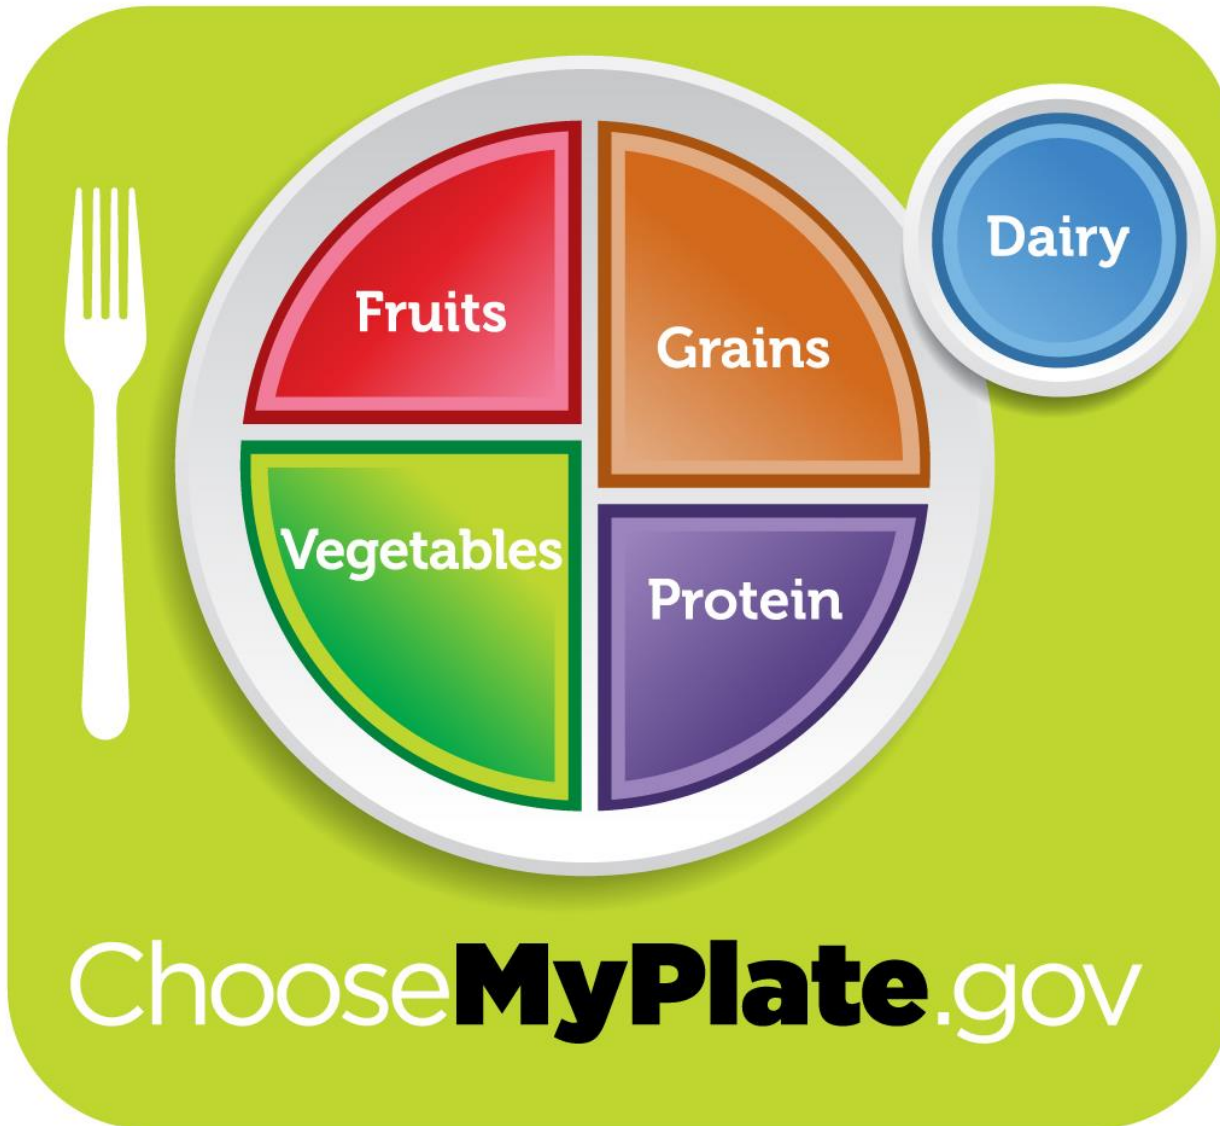 Fruits
Grains
Dairy
Vegetables
Protein
ChooseMyPlate.gov